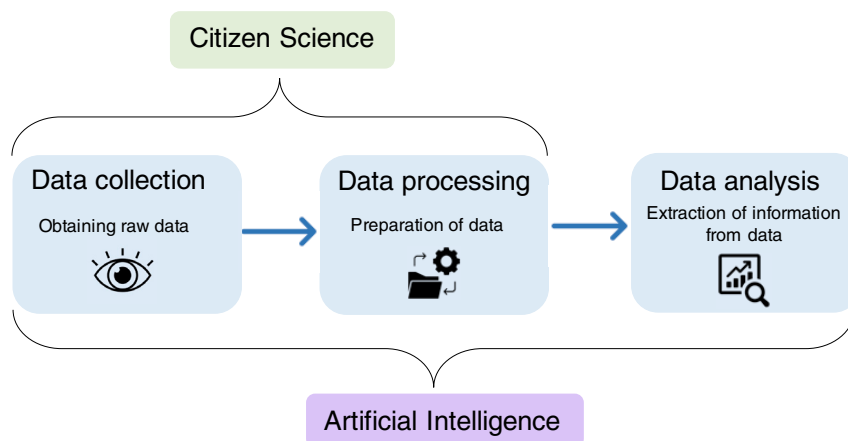 Citizen Science
Data collection
Obtaining raw data
Data processing
Preparation of data
Data analysis
Extraction of information
from data
Artificial Intelligence